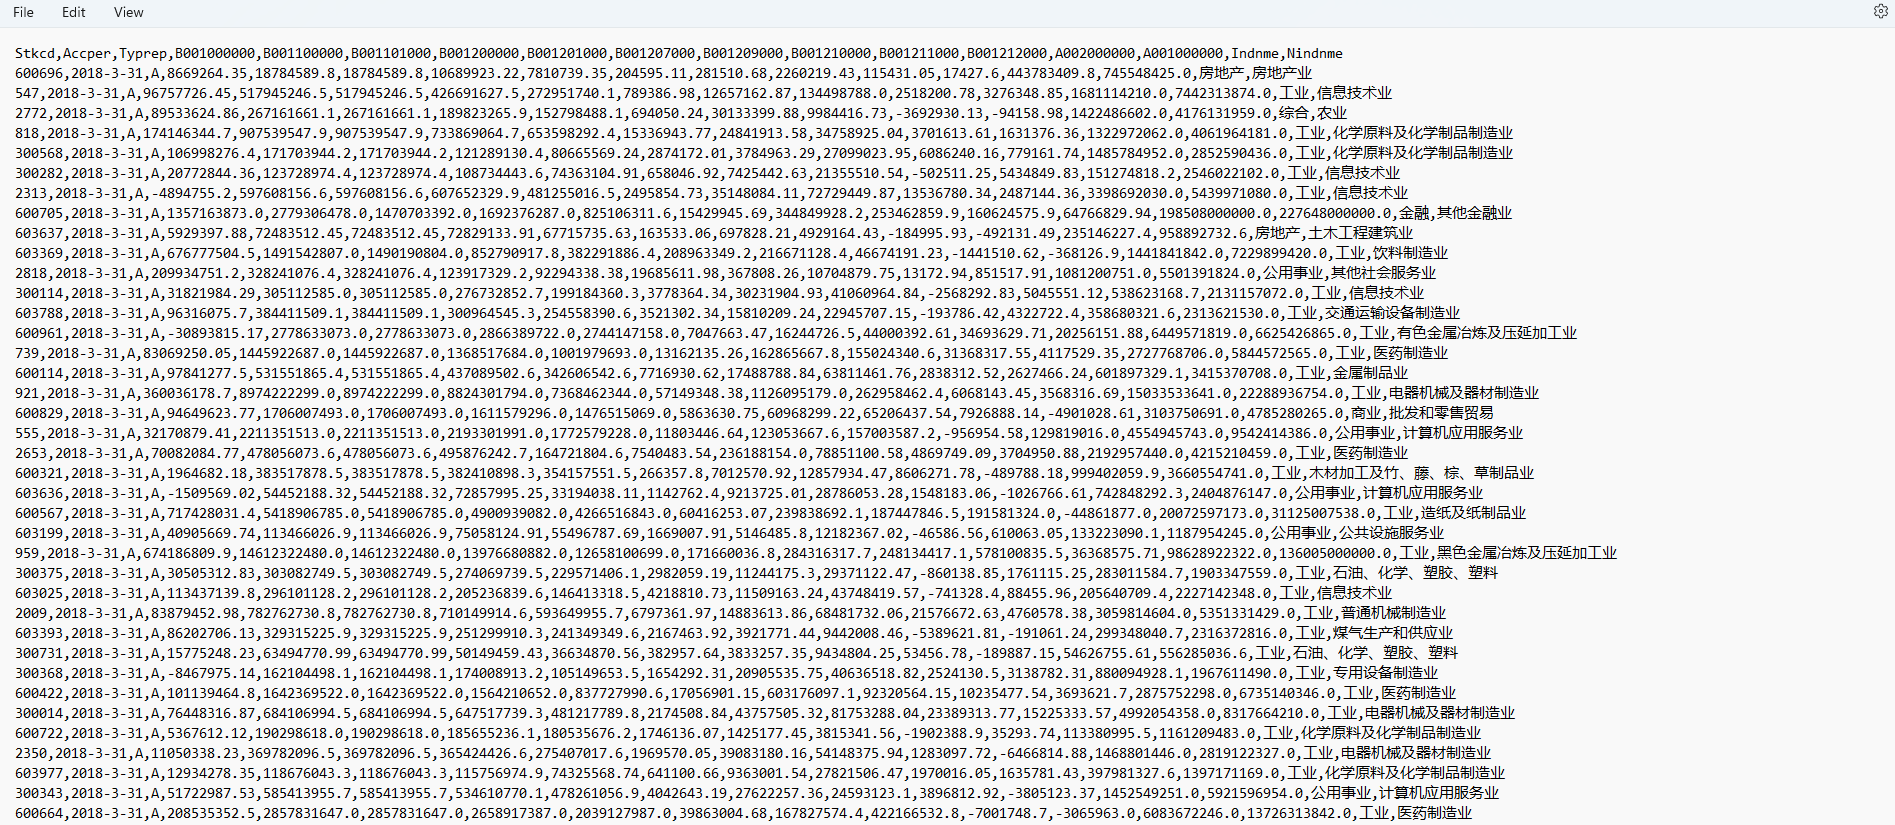 File Edit View
Stkcd,Accper,Typrep,B001000000,B001100000,B001101000,B001200000,B001201000,B001207000,B001209000,B001210000,B001211000,B001212000,A002000000,A001000000,Indnme,Nindnme
600696,2018-3-31,A,8669264.35,18784589.8,18784589.8,10689923.22,7810739.35,204595.11,281510.68,2260219.43,115431.05,17427.6,443783409.8,745548425.0,房地产,房地产业
547,2018-3-31,A,96757726.45,517945246.5,517945246.5,426691627.5,272951740.1,789386.98,12657162.87,134498788.0,2518200.78,3276348.85,1681114210.0,7442313874.0,工业,信息技术业
2772,2018-3-31,A,89533624.86,267161661.1,267161661.1,189823265.9,152798488.1,694050.24,30133399.88,9984416.73,-3692930.13,-94158.98,1422486602.0,4176131959.0,综合,农业
818,2018-3-31,A,174146344.7,907539547.9,907539547.9,733869064.7,653598292.4,15336943.77,24841913.58,34758925.04,3701613.61,1631376.36,1322972062.0,4061964181.0,工业,化学原料及化学制品制造业
300568,2018-3-31,A,106998276.4,171703944.2,171703944.2,121289130.4,80665569.24,2874172.01,3784963.29,27099023.95,6086240.16,779161.74,1485784952.0,2852590436.0,工业,化学原料及化学制品制造业
300282,2018-3-31,A,20772844.36,123728974.4,123728974.4,108734443.6,74363104.91,658046.92,7425442.63,21355510.54,-502511.25,5434849.83,151274818.2,2546022102.0,工业,信息技术业
2313,2018-3-31,A,-4894755.2,597608156.6,597608156.6,607652329.9,481255016.5,2495854.73,35148084.11,72729449.87,13536780.34,2487144.36,3398692030.0,5439971080.0,工业,信息技术业
600705,2018-3-31,A,1357163873.0,2779306478.0,1470703392.0,1692376287.0,825106311.6,15429945.69,344849928.2,253462859.9,160624575.9,64766829.94,198508000000.0,227648000000.0,金融,其他金融业
603637,2018-3-31,A,5929397.88,72483512.45,72483512.45,72829133.91,67715735.63,163533.06,697828.21,4929164.43,-184995.93,-492131.49,235146227.4,958892732.6,房地产,土木工程建筑业
603369,2018-3-31,A,676777504.5,1491542807.0,1490190804.0,852790917.8,382291886.4,208963349.2,216671128.4,46674191.23,-1441510.62,-368126.9,1441841842.0,7229899420.0,工业,饮料制造业
2818,2018-3-31,A,209934751.2,328241076.4,328241076.4,123917329.2,92294338.38,19685611.98,367808.26,10704879.75,13172.94,851517.91,1081200751.0,5501391824.0,公用事业,其他社会服务业
300114,2018-3-31,A,31821984.29,305112585.0,305112585.0,276732852.7,199184360.3,3778364.34,30231904.93,41060964.84,-2568292.83,5045551.12,538623168.7,2131157072.0,工业,信息技术业
603788,2018-3-31,A,96316075.7,384411509.1,384411509.1,300964545.3,254558390.6,3521302.34,15810209.24,22945707.15,-193786.42,4322722.4,358680321.6,2313621530.0,工业,交通运输设备制造业
600961,2018-3-31,A,-30893815.17,2778633073.0,2778633073.0,2866389722.0,2744147158.0,7047663.47,16244726.5,44000392.61,34693629.71,20256151.88,6449571819.0,6625426865.0,工业,有色金属冶炼及压延加工业
739,2018-3-31,A,83069250.05,1445922687.0,1445922687.0,1368517684.0,1001979693.0,13162135.26,162865667.8,155024340.6,31368317.55,4117529.35,2727768706.0,5844572565.0,工业,医药制造业
600114,2018-3-31,A,97841277.5,531551865.4,531551865.4,437089502.6,342606542.6,7716930.62,17488788.84,63811461.76,2838312.52,2627466.24,601897329.1,3415370708.0,工业,金属制品业
921,2018-3-31,A,360036178.7,8974222299.0,8974222299.0,8824301794.0,7368462344.0,57149348.38,1126095179.0,262958462.4,6068143.45,3568316.69,15033533641.0,22288936754.0,工业,电器机械及器材制造业
600829,2018-3-31,A,94649623.77,1706007493.0,1706007493.0,1611579296.0,1476515069.0,5863630.75,60968299.22,65206437.54,7926888.14,-4901028.61,3103750691.0,4785280265.0,商业,批发和零售贸易
555,2018-3-31,A,32170879.41,2211351513.0,2211351513.0,2193301991.0,1772579228.0,11803446.64,123053667.6,157003587.2,-956954.58,129819016.0,4554945743.0,9542414386.0,公用事业,计算机应用服务业
2653,2018-3-31,A,70082084.77,478056073.6,478056073.6,495876242.7,164721804.6,7540483.54,236188154.0,78851100.58,4869749.09,3704950.88,2192957440.0,4215210459.0,工业,医药制造业
600321,2018-3-31,A,1964682.18,383517878.5,383517878.5,382410898.3,354157551.5,266357.8,7012570.92,12857934.47,8606271.78,-489788.18,999402059.9,3660554741.0,工业,木材加工及竹、藤、棕、草制品业
603636,2018-3-31,A,-1509569.02,54452188.32,54452188.32,72857995.25,33194038.11,1142762.4,9213725.01,28786053.28,1548183.06,-1026766.61,742848292.3,2404876147.0,公用事业,计算机应用服务业
600567,2018-3-31,A,717428031.4,5418906785.0,5418906785.0,4900939082.0,4266516843.0,60416253.07,239838692.1,187447846.5,191581324.0,-44861877.0,20072597173.0,31125007538.0,工业,造纸及纸制品业
603199,2018-3-31,A,40905669.74,113466026.9,113466026.9,75058124.91,55496787.69,1669007.91,5146485.8,12182367.02,-46586.56,610063.05,133223090.1,1187954245.0,公用事业,公共设施服务业
959,2018-3-31,A,674186809.9,14612322480.0,14612322480.0,13976680882.0,12658100699.0,171660036.8,284316317.7,248134417.1,578100835.5,36368575.71,98628922322.0,136005000000.0,工业,黑色金属冶炼及压延加工业
300375,2018-3-31,A,30505312.83,303082749.5,303082749.5,274069739.5,229571406.1,2982059.19,11244175.3,29371122.47,-860138.85,1761115.25,283011584.7,1903347559.0,工业,石油、化学、塑胶、塑料
603025,2018-3-31,A,113437139.8,296101128.2,296101128.2,205236839.6,146413318.5,4218810.73,11509163.24,43748419.57,-741328.4,88455.96,205640709.4,2227142348.0,工业,信息技术业
2009,2018-3-31,A,83879452.98,782762730.8,782762730.8,710149914.6,593649955.7,6797361.97,14883613.86,68481732.06,21576672.63,4760578.38,3059814604.0,5351331429.0,工业,普通机械制造业
603393,2018-3-31,A,86202706.13,329315225.9,329315225.9,251299910.3,241349349.6,2167463.92,3921771.44,9442008.46,-5389621.81,-191061.24,299348040.7,2316372816.0,工业,煤气生产和供应业
300731,2018-3-31,A,15775248.23,63494770.99,63494770.99,50149459.43,36634870.56,382957.64,3833257.35,9434804.25,53456.78,-189887.15,54626755.61,556285036.6,工业,石油、化学、塑胶、塑料
300368,2018-3-31,A,-8467975.14,162104498.1,162104498.1,174008913.2,105149653.5,1654292.31,20905535.75,40636518.82,2524130.5,3138782.31,880094928.1,1967611490.0,工业,专用设备制造业
600422,2018-3-31,A,101139464.8,1642369522.0,1642369522.0,1564210652.0,837727990.6,17056901.15,603176097.1,92320564.15,10235477.54,3693621.7,2875752298.0,6735140346.0,工业,医药制造业
300014,2018-3-31,A,76448316.87,684106994.5,684106994.5,647517739.3,481217789.8,2174508.84,43757505.32,81753288.04,23389313.77,15225333.57,4992054358.0,8317664210.0,工业,电器机械及器材制造业
600722,2018-3-31,A,5367612.12,190298618.0,190298618.0,185655236.1,180535676.2,1746136.07,1425177.45,3815341.56,-1902388.9,35293.74,113380995.5,1161209483.0,工业,化学原料及化学制品制造业
2350,2018-3-31,A,11050338.23,369782096.5,369782096.5,365424426.6,275407017.6,1969570.05,39083180.16,54148375.94,1283097.72,-6466814.88,1468801446.0,2819122327.0,工业,电器机械及器材制造业
603977,2018-3-31,A,12934278.35,118676043.3,118676043.3,115756974.9,74325568.74,641100.66,9363001.54,27821506.47,1970016.05,1635781.43,397981327.6,1397171169.0,工业,化学原料及化学制品制造业
300343,2018-3-31,A,51722987.53,585413955.7,585413955.7,534610770.1,478261056.9,4042643.19,27622257.36,24593123.1,3896812.92,-3805123.37,1452549251.0,5921596954.0,公用事业,计算机应用服务业
600664,2018-3-31,A,208535352.5,2857831647.0,2857831647.0,2658917387.0,2039127987.0,39863004.68,167827574.4,422166532.8,-7001748.7,-3065963.0,6083672246.0,13726313842.0,工业,医药制造业